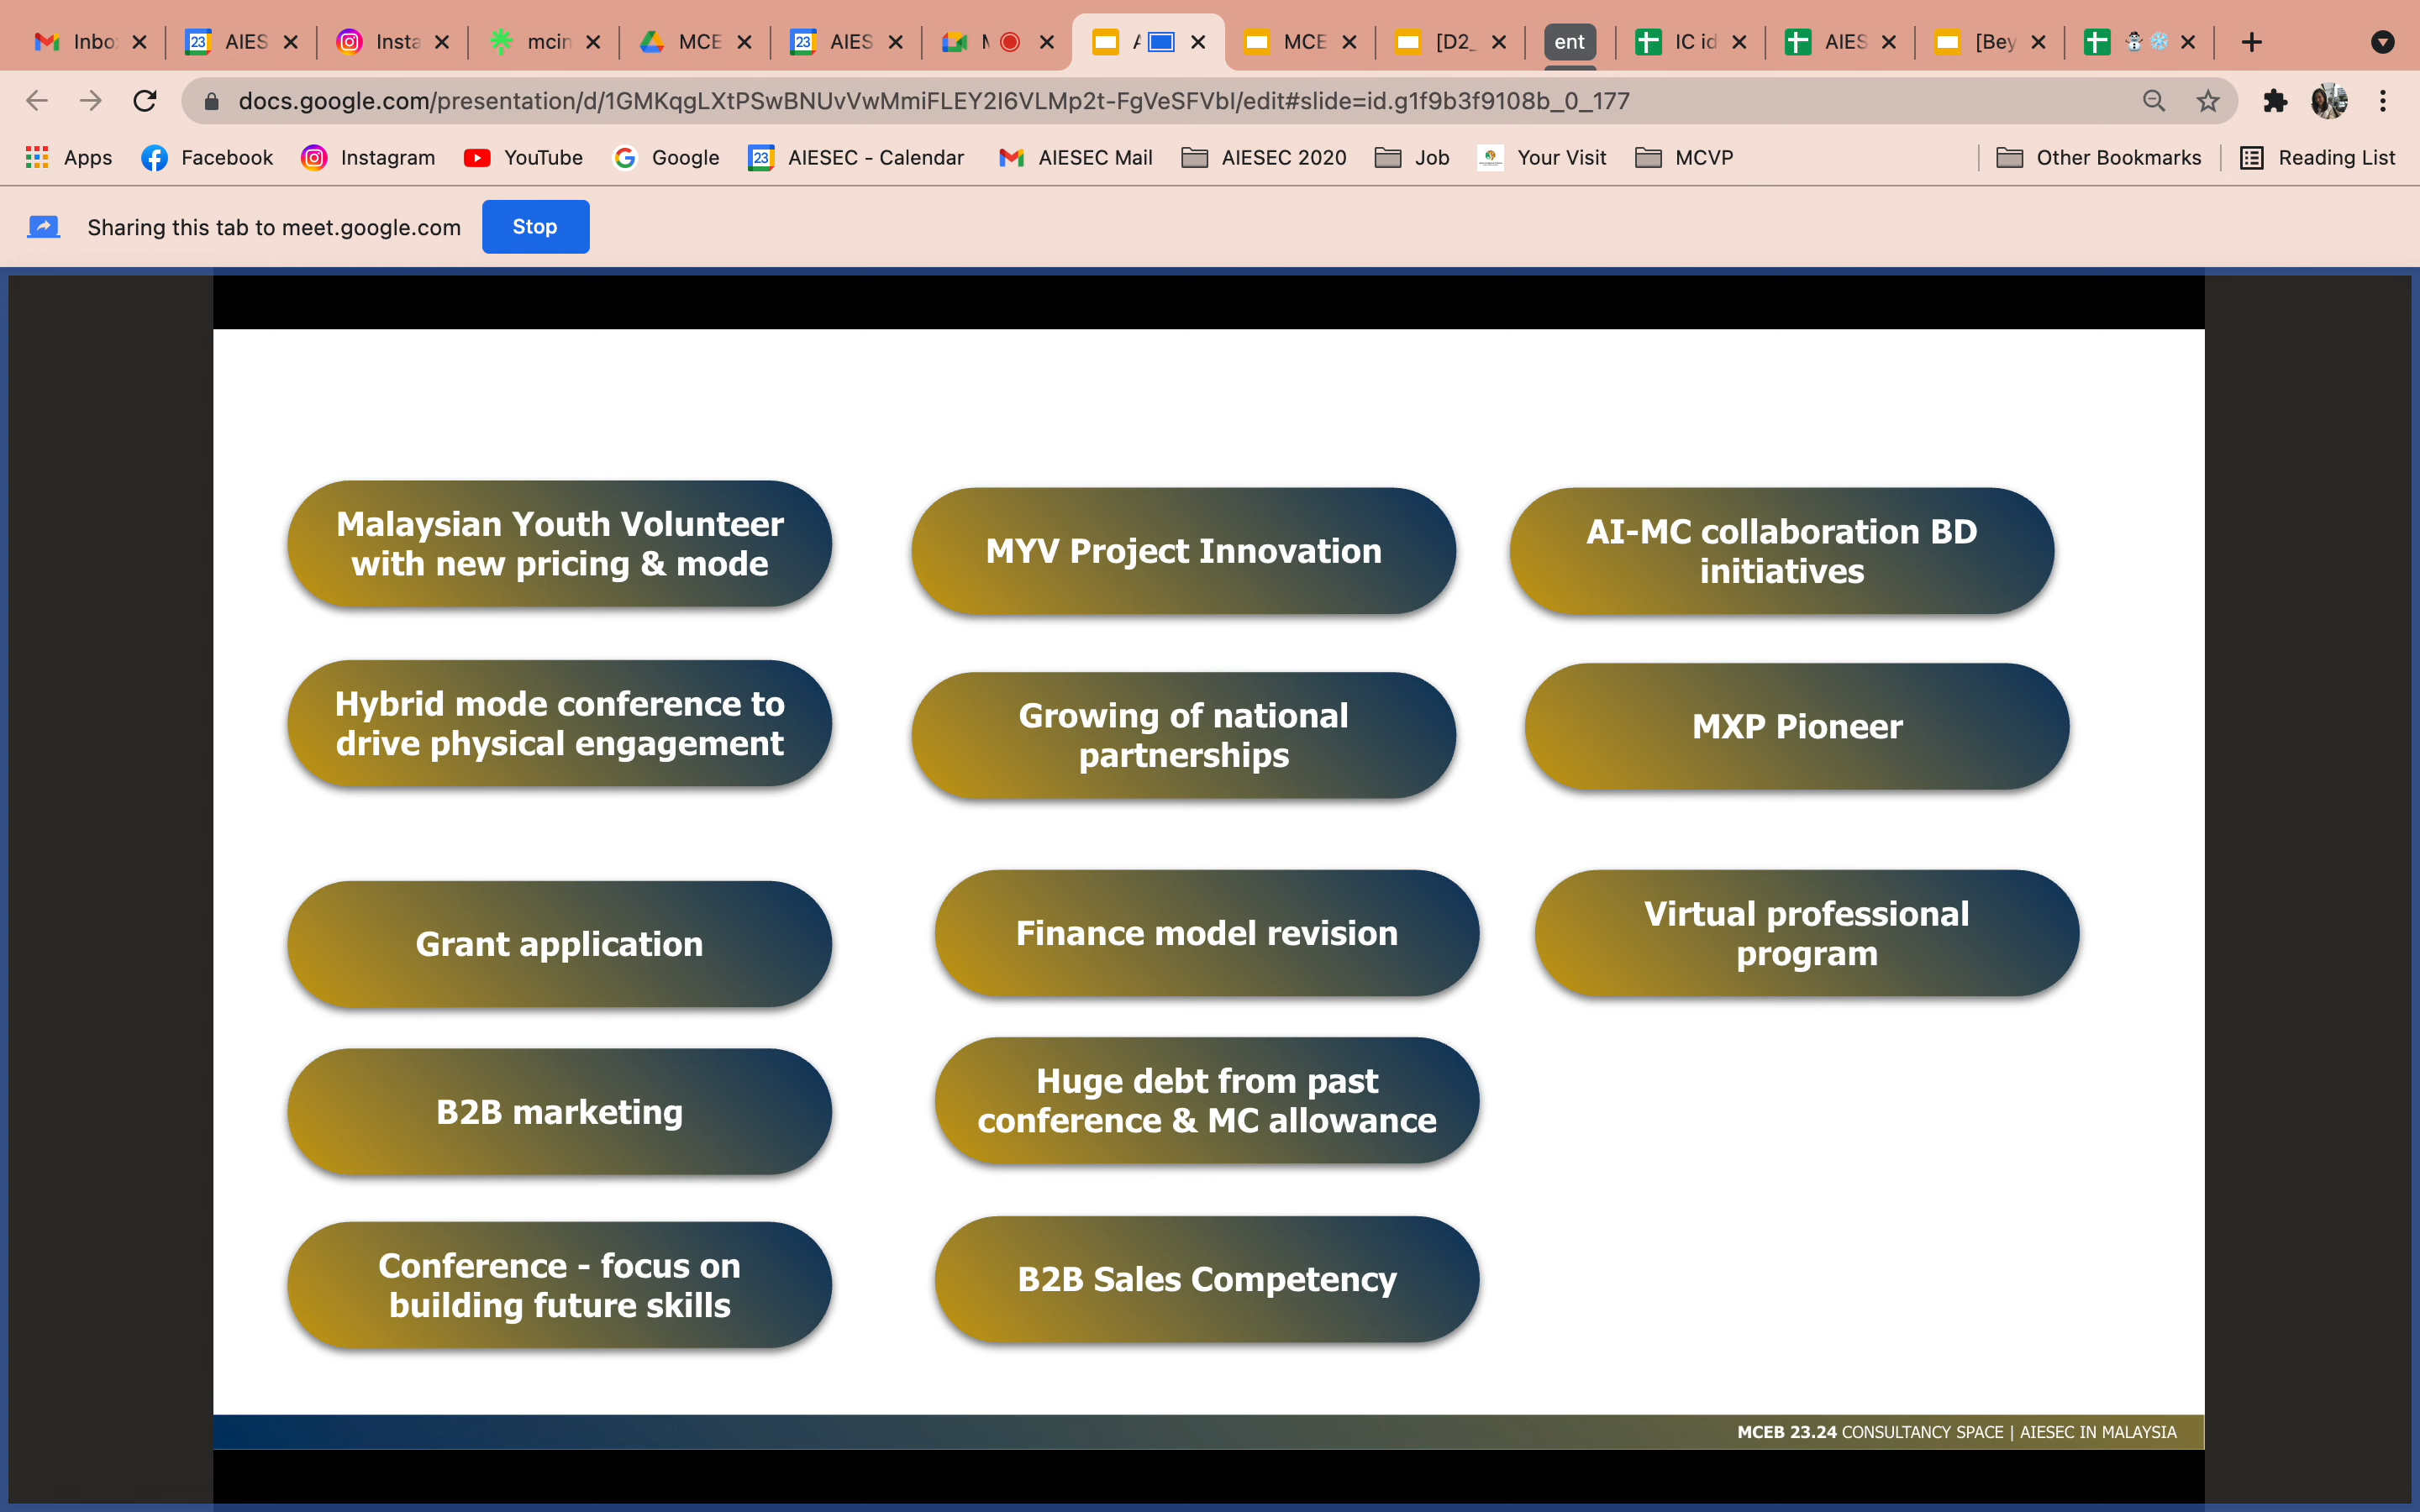 Inbo
AIES
Insta
mcin
MCE
AIES
MCE
[D2_
ent
IC id
AIES
[Bey
docs.google.com/presentation/d/1GMKqgLXtPSwBNUvVwMmiFLEY2I6VLMp2t-FgVeSFVbI/edit#slide=id.g1f9b3f9108b_0_177
Apps
Facebook
Instagram
YouTube
Google
23
AIESEC - Calendar
AIESEC Mail
AIESEC 2020
Job
Your Visit
MCVP
Other Bookmarks
Reading List
Sharing this tab to meet.google.com
Stop
Malaysian Youth Volunteer
with new pricing & mode
MYV Project Innovation
AI-MC collaboration BD
initiatives
Hybrid mode conference to
drive physical engagement
Growing of national
partnerships
MXP Pioneer
Grant application
Finance model revision
Virtual professional
program
B2B marketing
Huge debt from past
conference & MC allowance
Conference - focus on
building future skills
B2B Sales Competency
MCEB 23.24 CONSULTANCY SPACE | AIESEC IN MALAYSIA